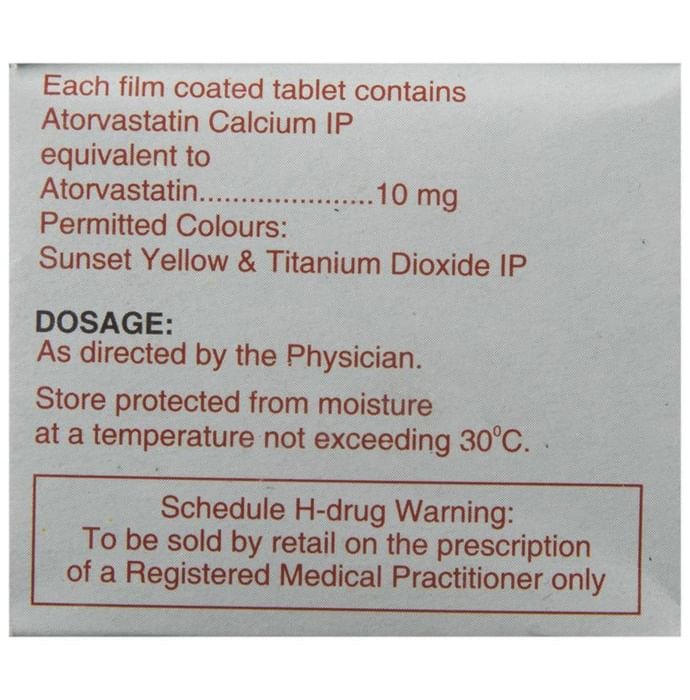 Each film coated tablet contains
Atorvastatin Calcium IP
equivalent to
Atorvastatin.....................10 mg
Permitted Colours:
Sunset Yellow & Titanium Dioxide IP
DOSAGE:
As directed by the Physician.
Store protected from moisture
at a temperature not exceeding 30⁰C.
Schedule H-drug Warning:
To be sold by retail on the prescription
of a Registered Medical Practitioner only